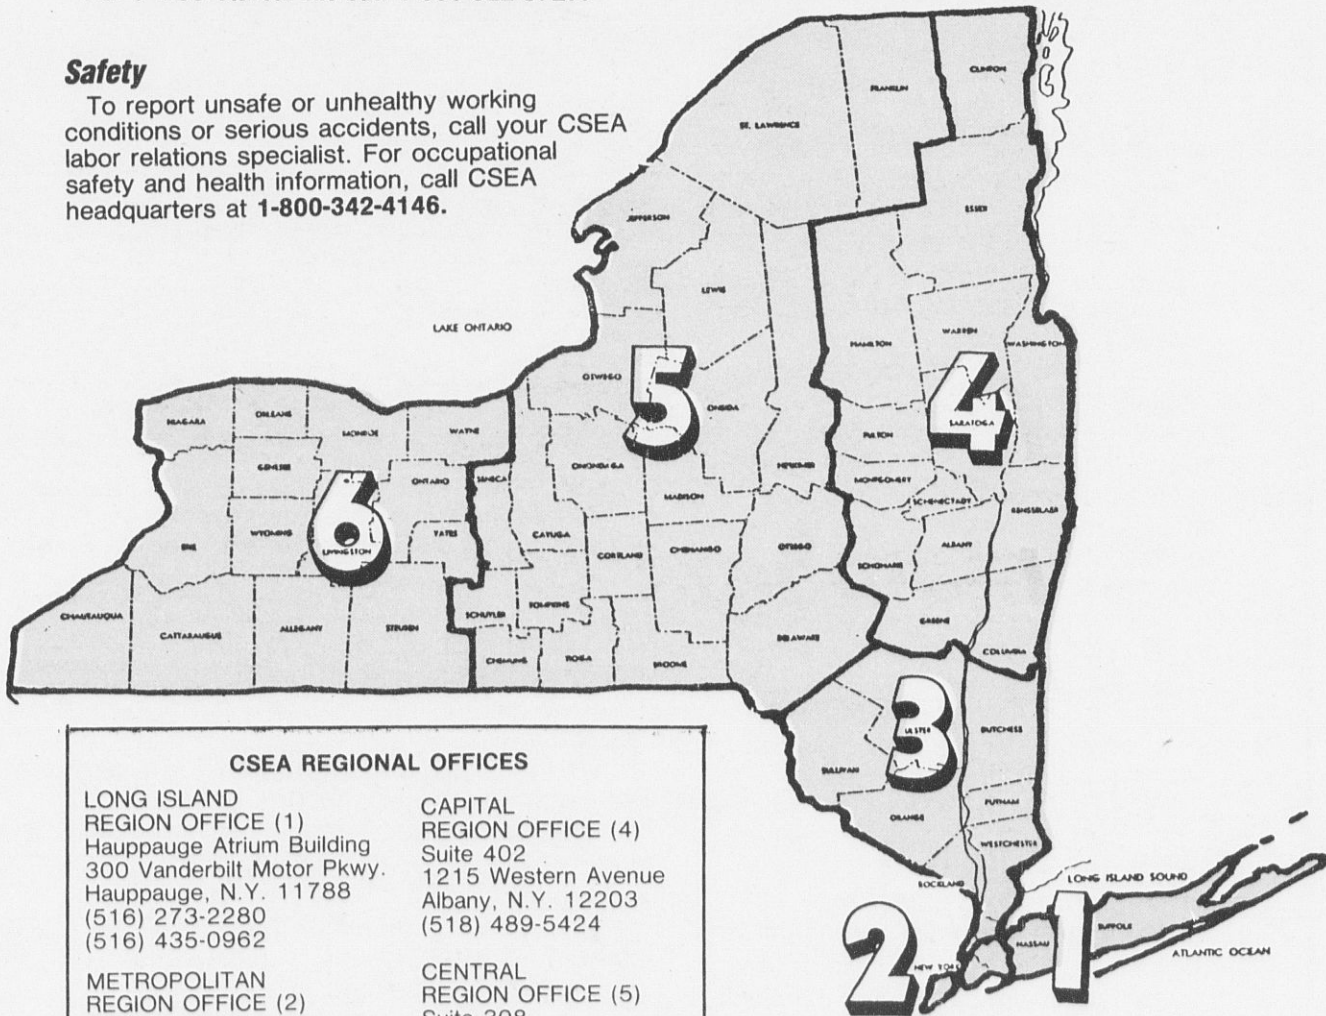 Safety
To report unsafe or unhealthy working
conditions or serious accidents, call your CSEA
labor relations specialist. For occupational
safety and health information, call CSEA
headquarters at 1-800-342-4146.
CLINTON
FRANKLIN
ST. LAWRENCE
ESSEX
JEFFERSON
LEWIS
LAKE ONTARIO
HAMILTON
WARREN
WASHINGTON
OSWEGO
5
ONEIDA
4
SARATOGA
NIAGARA
ORLEANS
MONROE
WAYNE
FULTON
GENESEE
ONTARIO
SENECA
ONONDAGA
MADISON
HERKIMER
MONTGOMERY
SCHENECTADY
RENSSELAER
6
ERIE
WYOMING
LIVINGSTON
YATES
CAYUGA
CORTLAND
CHENANGO
OTSEGO
ALBANY
SCHOHARIE
CHAUTAUQUA
CATTARAUGUS
ALLEGANY
STEUBEN
SCHUYLER
TOMPKINS
DELAWARE
GREENE
COLUMBIA
CHEMUNG
TIOGA
BROOME
3
ULSTER
DUTCHESS
SULLIVAN
ORANGE
PUTNAM
WESTCHESTER
ROCKLAND
LONG ISLAND SOUND
2
NEW YORK
NASSAU
1
SUFFOLK
ATLANTIC OCEAN
CSEA REGIONAL OFFICES
LONG ISLAND
REGION OFFICE (1)
Hauppauge Atrium Building
300 Vanderbilt Motor Pkwy.
Hauppauge, N.Y. 11788
(516) 273-2280
(516) 435-0962
METROPOLITAN
REGION OFFICE (2)
CAPITAL
REGION OFFICE (4)
Suite 402
1215 Western Avenue
Albany, N.Y. 12203
(518) 489-5424
CENTRAL
REGION OFFICE (5)
Suite 308